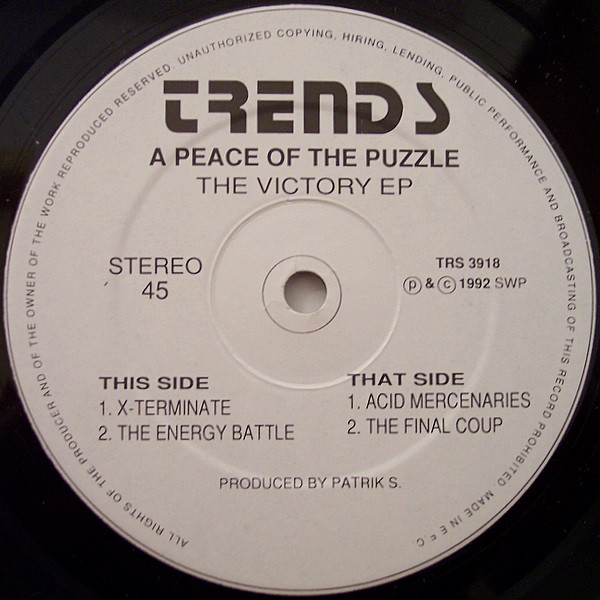 ALL RIGHTS OF THE PRODUCER AND OF THE OWNER OF THE WORK REPRODUCED RESERVED. UNAUTHORIZED COPYING, HIRING, LENDING, PUBLIC PERFORMANCE AND BROADCASTING OF THIS RECORD PROHIBITED. MADE IN E.E.C.
TRENDS
A PEACE OF THE PUZZLE
THE VICTORY EP
STEREO
45
TRS 3918
℗ & © 1992 SWP
THIS SIDE
1. X-TERMINATE
2. THE ENERGY BATTLE
THAT SIDE
1. ACID MERCENARIES
2. THE FINAL COUP
PRODUCED BY PATRIK S.